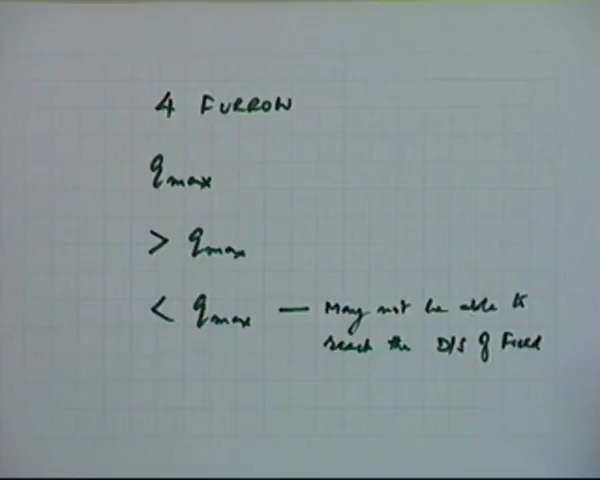 4 FURROW
qmax
> qmax
< qmax — May not be able to
reach the D/S of Field